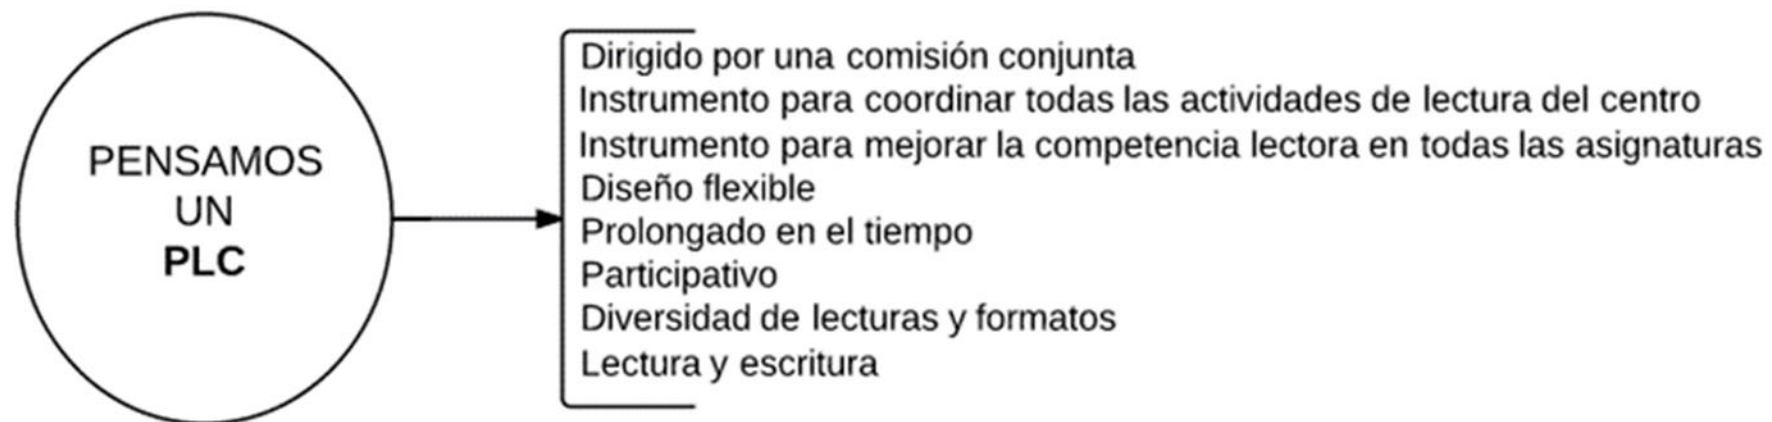 PENSAMOS
UN
PLC
Dirigido por una comisión conjunta
Instrumento para coordinar todas las actividades de lectura del centro
Instrumento para mejorar la competencia lectora en todas las asignaturas
Diseño flexible
Prolongado en el tiempo
Participativo
Diversidad de lecturas y formatos
Lectura y escritura